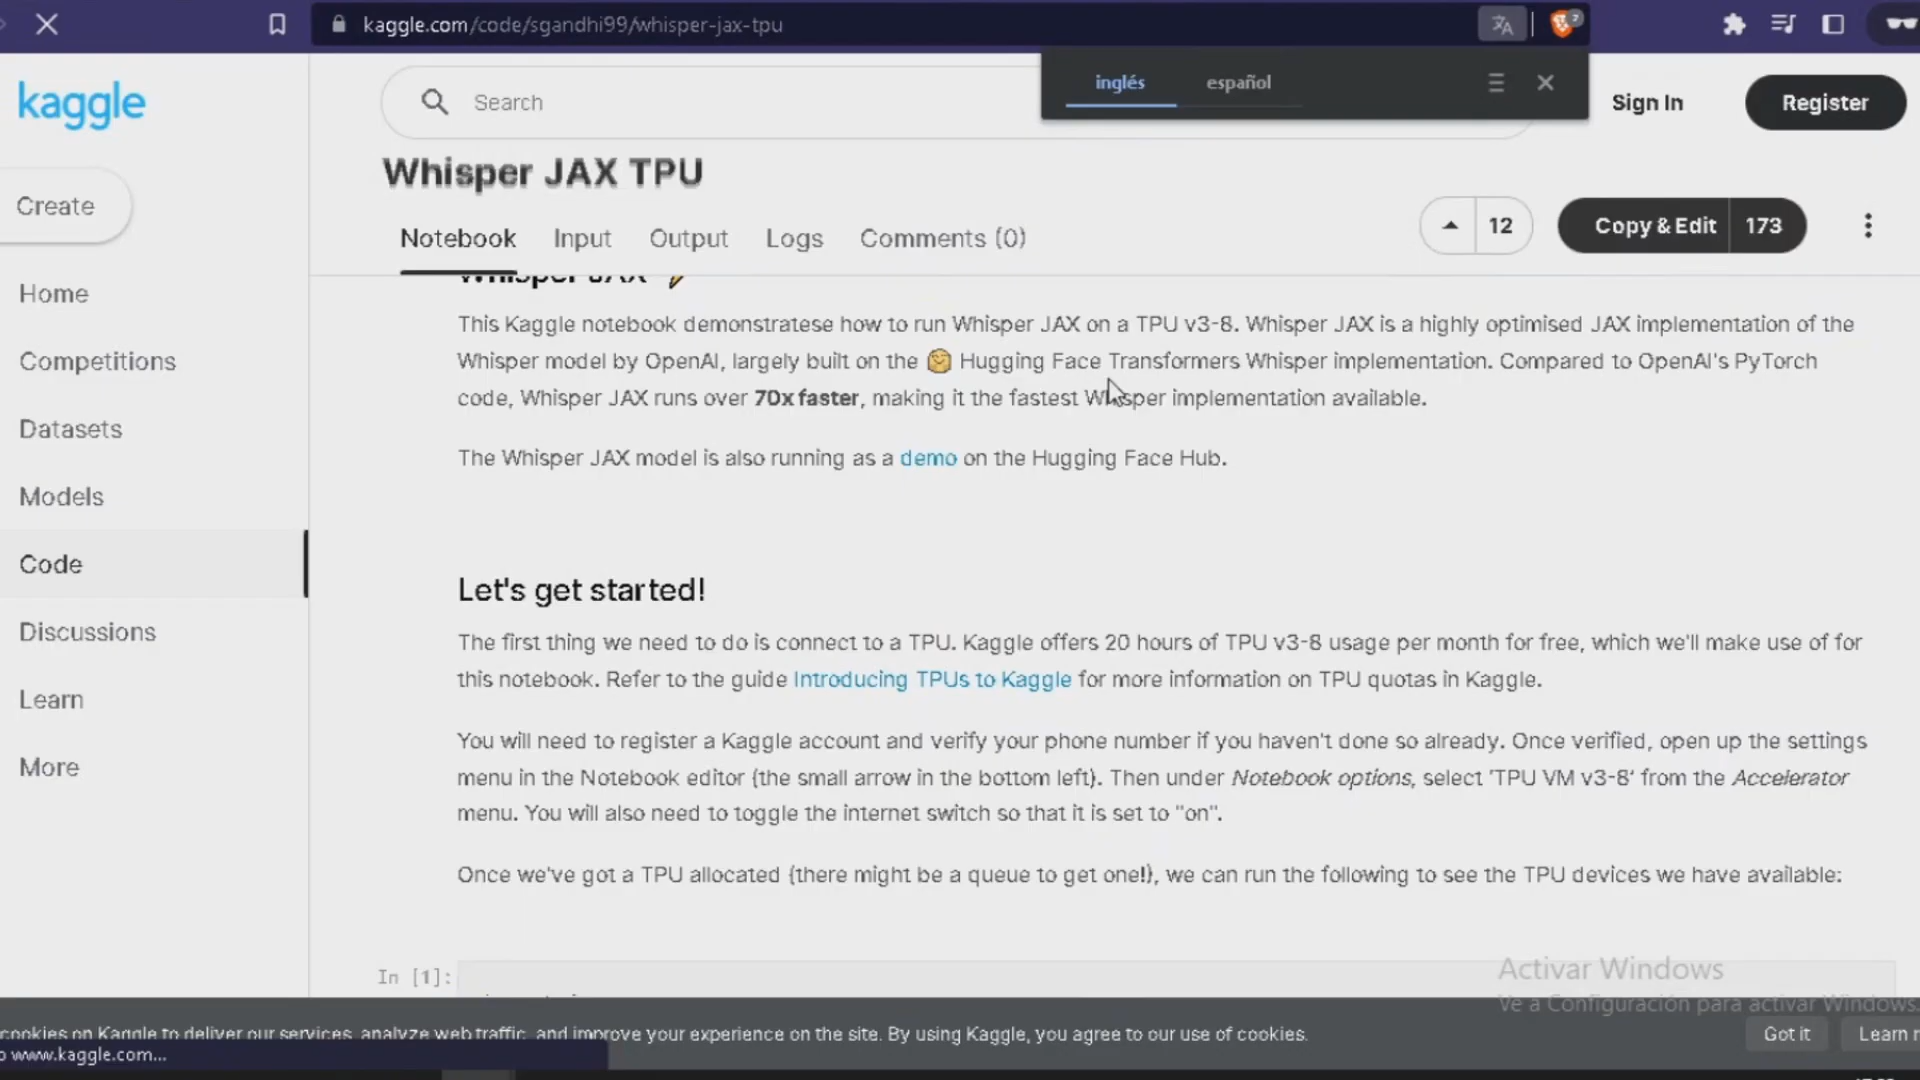 kaggle.com/code/sgandhi99/whisper-jax-tpu
inglés
español
kaggle
Search
Sign In
Register
Whisper JAX TPU
Create
Notebook
Input
Output
Logs
Comments (0)
12
Copy & Edit
173
Home
Competitions
Datasets
Models
Code
Discussions
Learn
More
Whisper JAX
This Kaggle notebook demonstratese how to run Whisper JAX on a TPU v3-8. Whisper JAX is a highly optimised JAX implementation of the
Whisper model by OpenAI, largely built on the 🤗 Hugging Face Transformers Whisper implementation. Compared to OpenAI's PyTorch
code, Whisper JAX runs over 70x faster, making it the fastest Whisper implementation available.
The Whisper JAX model is also running as a demo on the Hugging Face Hub.
Let's get started!
The first thing we need to do is connect to a TPU. Kaggle offers 20 hours of TPU v3-8 usage per month for free, which we'll make use of for
this notebook. Refer to the guide Introducing TPUs to Kaggle for more information on TPU quotas in Kaggle.
You will need to register a Kaggle account and verify your phone number if you haven't done so already. Once verified, open up the settings
menu in the Notebook editor (the small arrow in the bottom left). Then under Notebook options, select 'TPU VM v3-8' from the Accelerator
menu. You will also need to toggle the internet switch so that it is set to "on".
Once we've got a TPU allocated (there might be a queue to get one!), we can run the following to see the TPU devices we have available:
In [1]:
Activar Windows
Ve a Configuración para activar Windows.
cookies on Kaggle to deliver our services, analyze web traffic, and improve your experience on the site. By using Kaggle, you agree to our use of cookies.
Got it
Learn
www.kaggle.com...